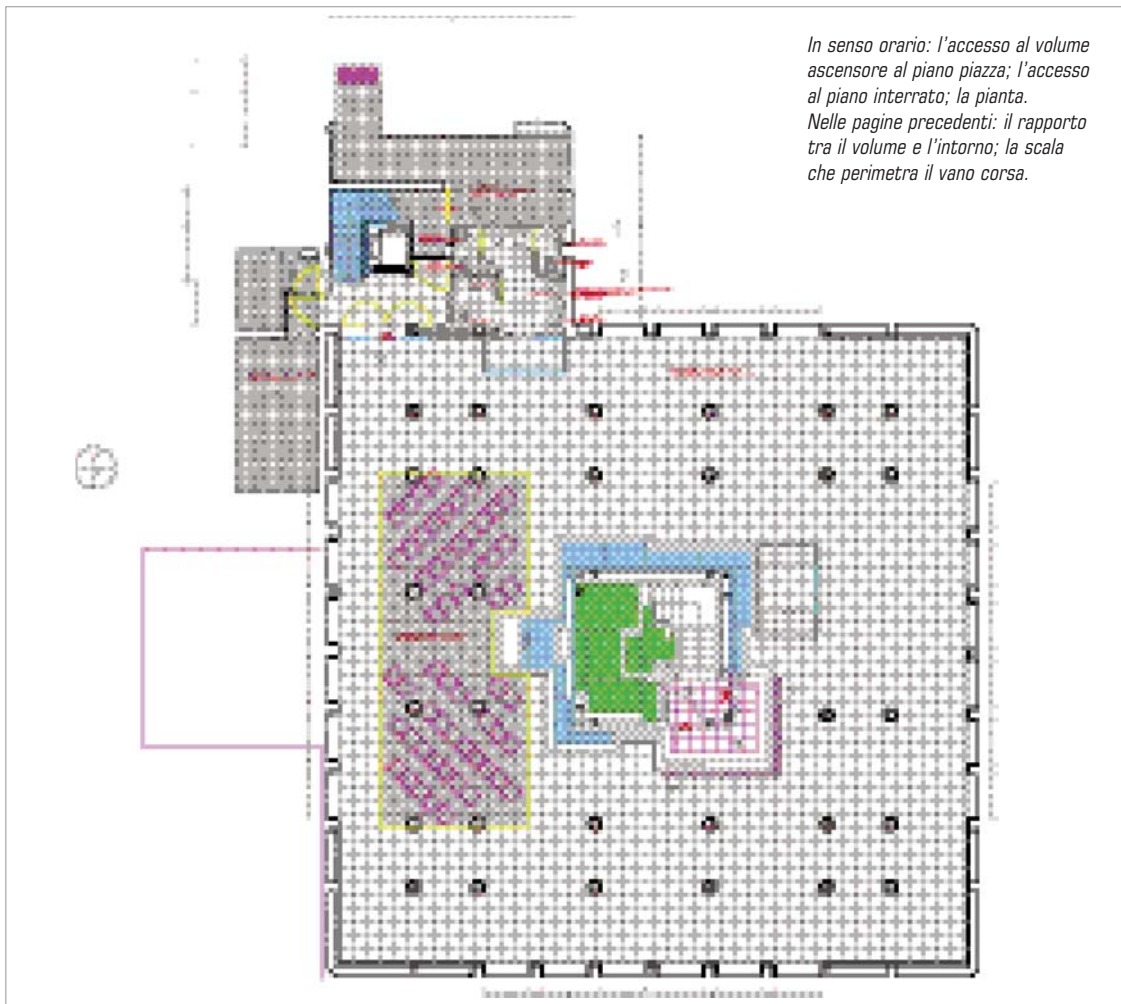 In senso orario: l'accesso al volume
ascensore al piano piazza; l'accesso
al piano interrato; la pianta.
Nelle pagine precedenti: il rapporto
tra il volume e l'intorno; la scala
che perimetra il vano corsa.